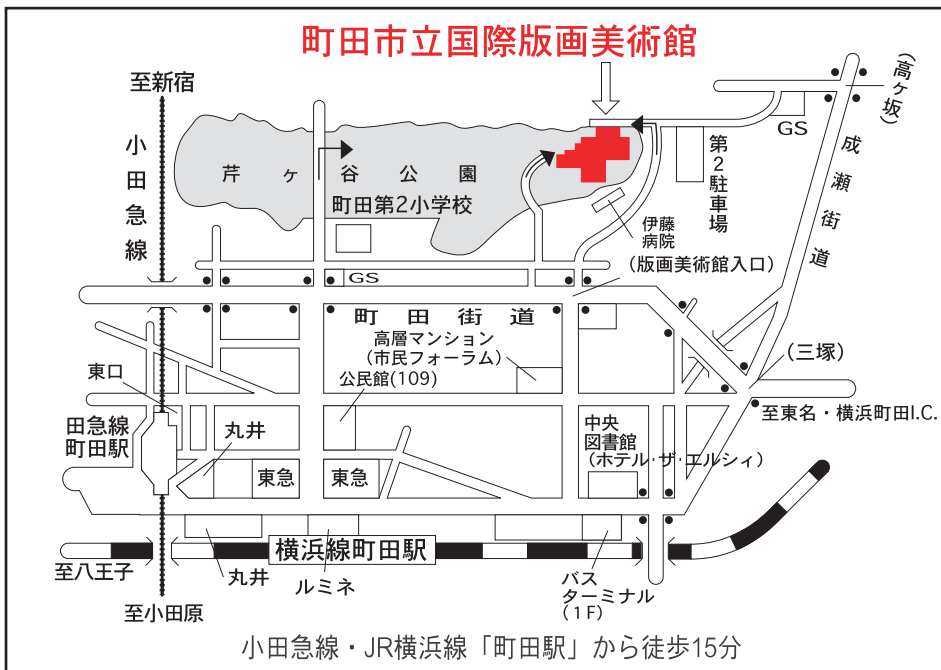 町田市立国際版画美術館
至新宿
(高ヶ坂)
小田急線
GS
成瀬街道
芹ヶ谷公園
第2駐車場
町田第2小学校
伊藤
病院
(版画美術館入口)
GS
町田街道
高層マンション
(市民フォーラム)
公民館(109)
(三塚)
東口
至東名・横浜町田I.C.
田急線
町田駅
丸井
中央
図書館
(ホテル・ザ・エルシィ)
東急
東急
横浜線町田駅
至八王子
丸井
ルミネ
バス
ターミナル
(1F)
至小田原
小田急線・JR横浜線「町田駅」から徒歩15分